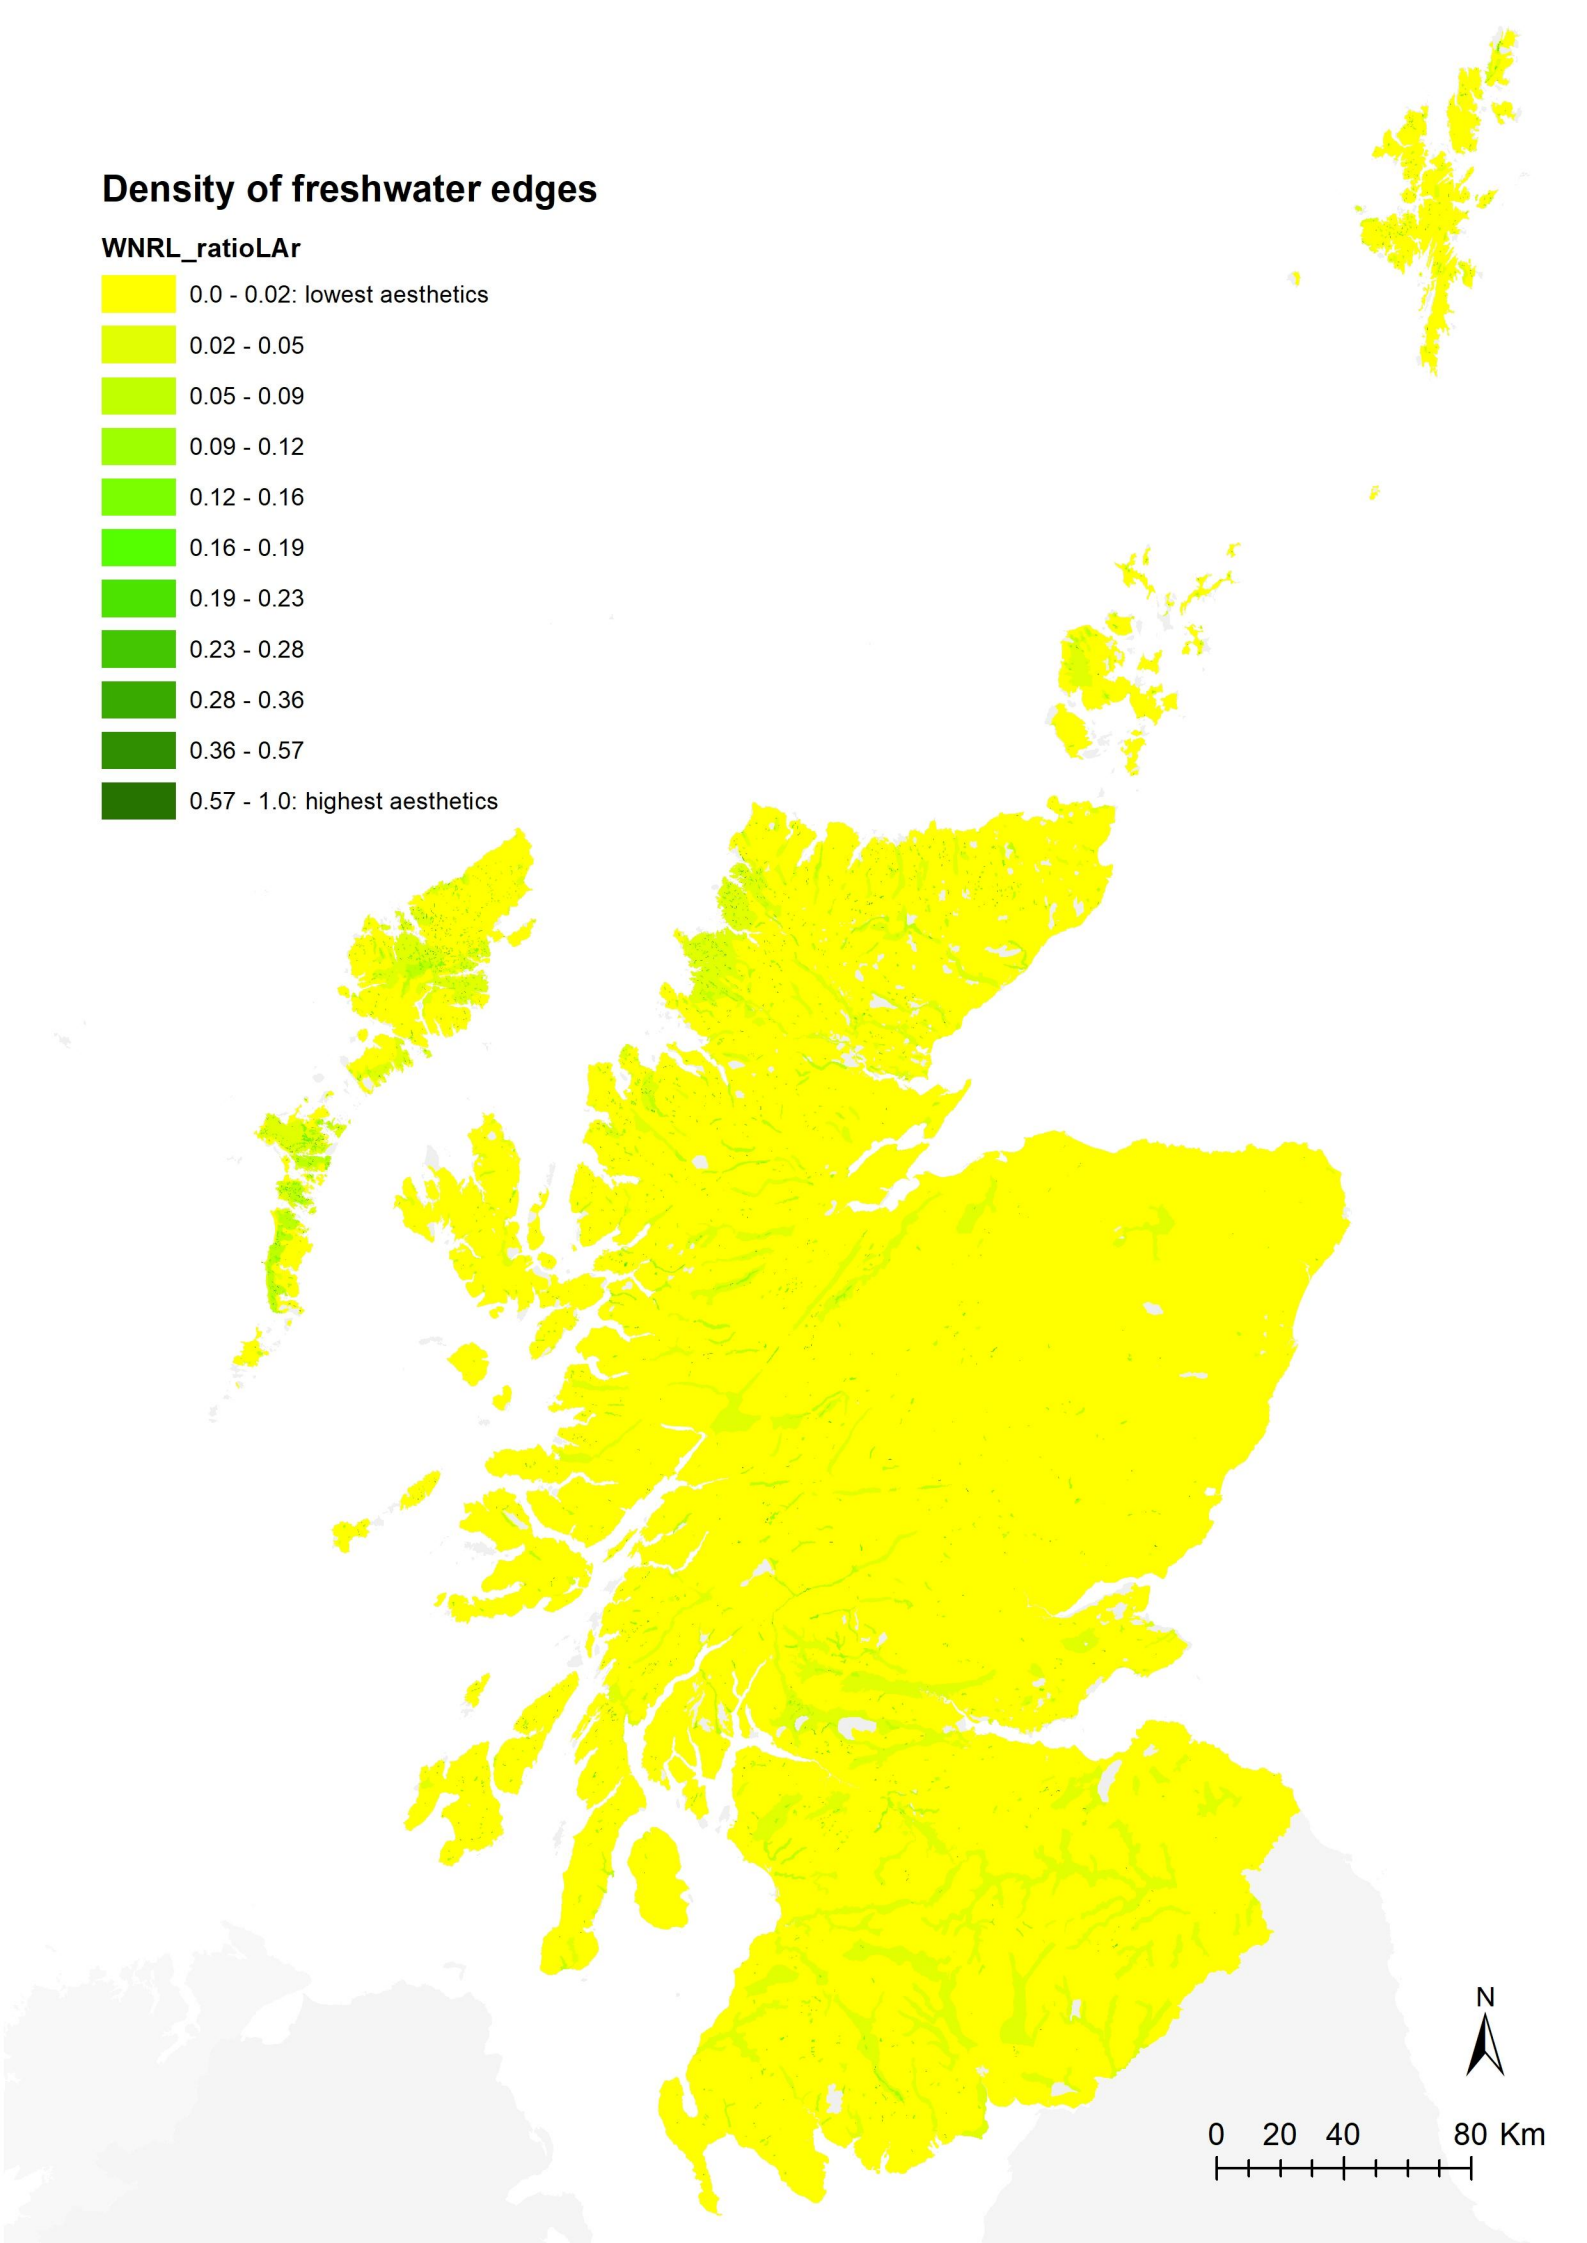 Density of freshwater edges
WNRL_ratioLAr
0.0 - 0.02: lowest aesthetics
0.02 - 0.05
0.05 - 0.09
0.09 - 0.12
0.12 - 0.16
0.16 - 0.19
0.19 - 0.23
0.23 - 0.28
0.28 - 0.36
0.36 - 0.57
0.57 - 1.0: highest aesthetics
N
0 20 40 80 Km